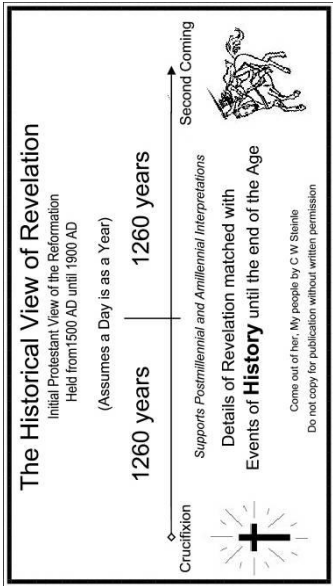 The Historical View of Revelation
Initial Protestant View of the Reformation
Held from1500 AD until 1900 AD
(Assumes a Day is as a Year)
1260 years
1260 years
Crucifixion
Second Coming
Supports Postmillennial and Amillennial Interpretations
Details of Revelation matched with
Events of History until the end of the Age
Come out of her, My people by C W Steinle
Do not copy for publication without written permission